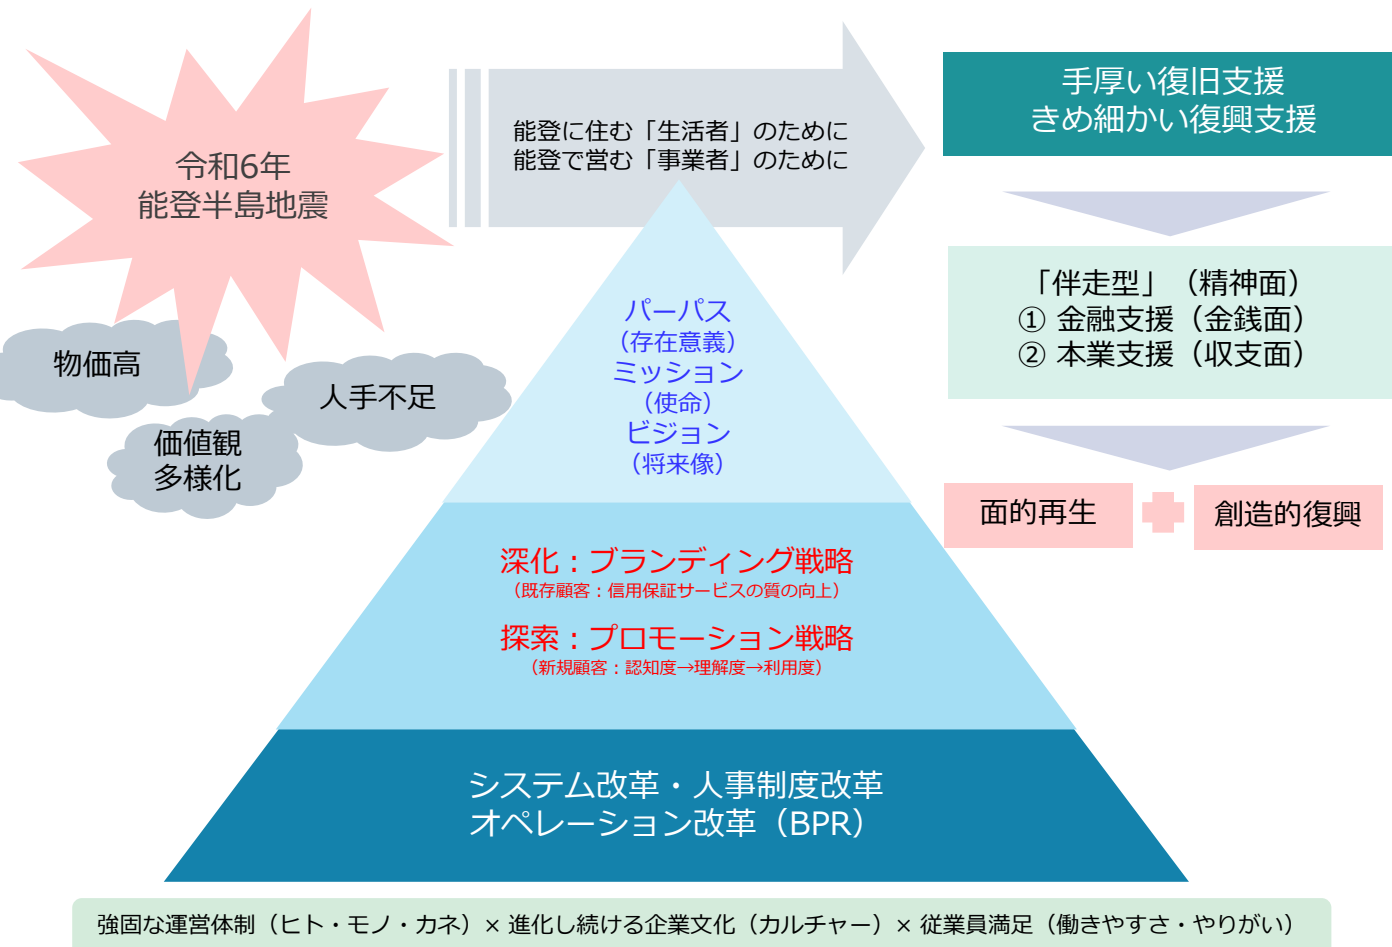 令和6年
能登半島地震
物価高
人手不足
価値観
多様化
能登に住む「生活者」のために
能登で営む「事業者」のために
手厚い復旧支援
きめ細かい復興支援
「伴走型」（精神面）
① 金融支援（金銭面）
② 本業支援（収支面）
面的再生
創造的復興
パーパス
（存在意義）
ミッション
（使命）
ビジョン
（将来像）
深化：ブランディング戦略
（既存顧客：信用保証サービスの質の向上）
探索：プロモーション戦略
（新規顧客：認知度→理解度→利用度）
システム改革・人事制度改革
オペレーション改革（BPR）
強固な運営体制（ヒト・モノ・カネ）× 進化し続ける企業文化（カルチャー）× 従業員満足（働きやすさ・やりがい）